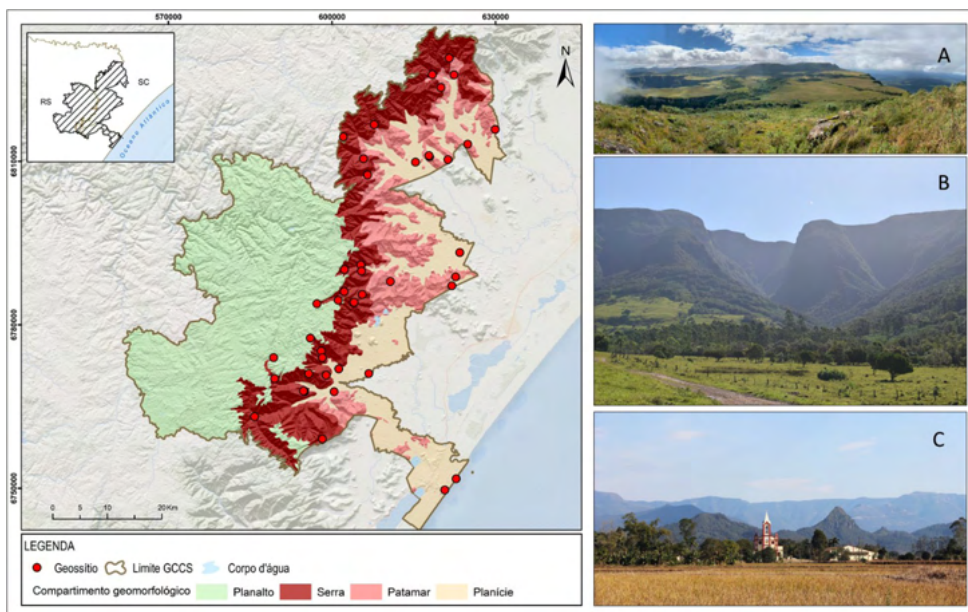 570000
600000
630000
RS
SC
Oceano Atlântico
N
6810000
6780000
6750000
0 5 10 20 Km
LEGENDA
Geossítio
Limite GCCS
Corpo d'água
Compartimento geomorfológico
Planalto
Serra
Patamar
Planície
A
B
C